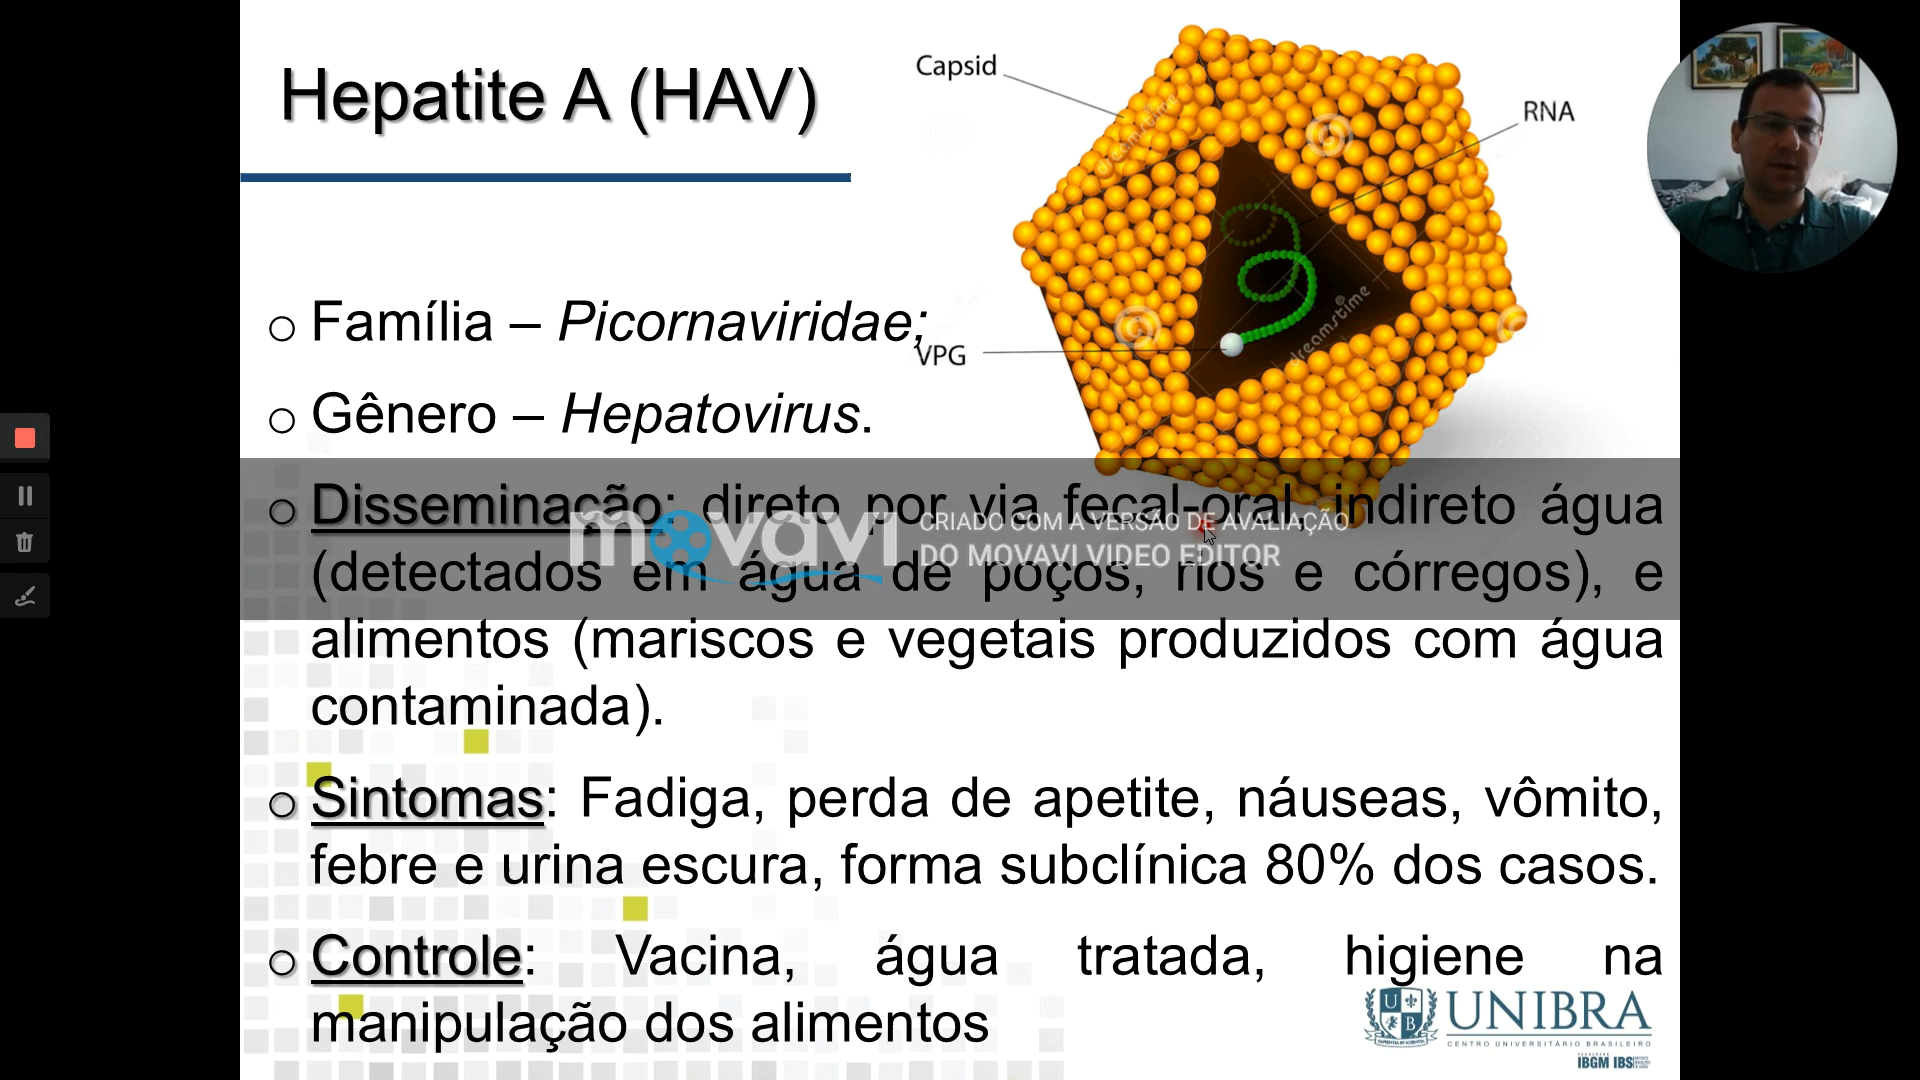 Hepatite A (HAV)
Capsid
RNA
VPG
o Família – Picornaviridae;
o Gênero – Hepatovirus.
o Disseminação: direto por via fecal-oral, indireto água
(detectados em água de poços, rios e córregos), e
alimentos (mariscos e vegetais produzidos com água
contaminada).
movavi
CRIADO COM A VERSÃO DE AVALIAÇÃO
DO MOVAVI VIDEO EDITOR
o Sintomas: Fadiga, perda de apetite, náuseas, vômito,
febre e urina escura, forma subclínica 80% dos casos.
o Controle: Vacina, água tratada, higiene na
manipulação dos alimentos
UNIBRA
CENTRO UNIVERSITÁRIO BRASILEIRO
IBGM IBS
dreamstime
dreamstime